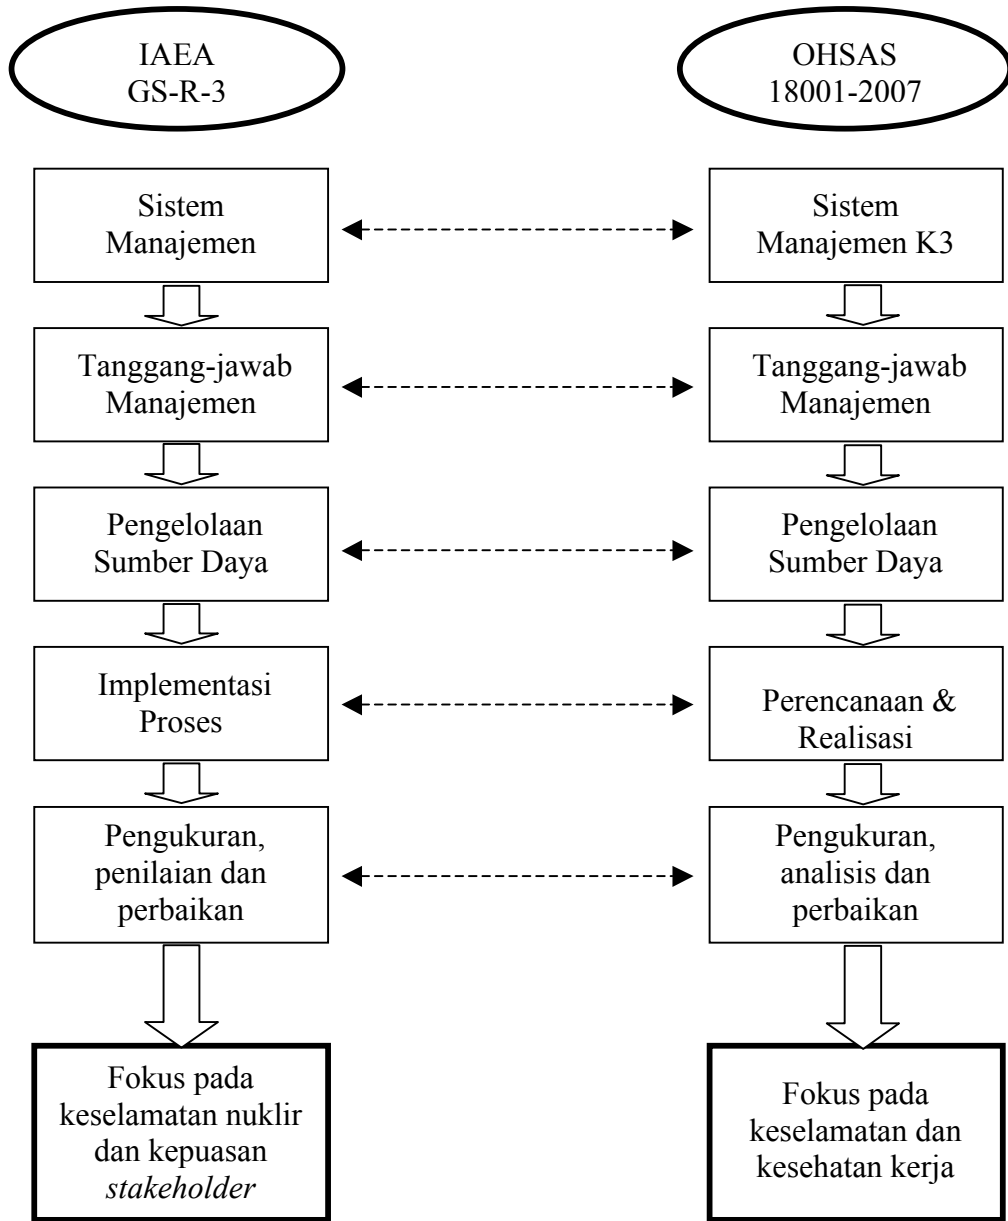 IAEA
GS-R-3
OHSAS
18001-2007
Sistem
Manajemen
Sistem
Manajemen K3
Tanggang-jawab
Manajemen
Tanggang-jawab
Manajemen
Pengelolaan
Sumber Daya
Pengelolaan
Sumber Daya
Implementasi
Proses
Perencanaan &
Realisasi
Pengukuran,
penilaian dan
perbaikan
Pengukuran,
analisis dan
perbaikan
Fokus pada
keselamatan nuklir
dan kepuasan
stakeholder
Fokus pada
keselamatan dan
kesehatan kerja